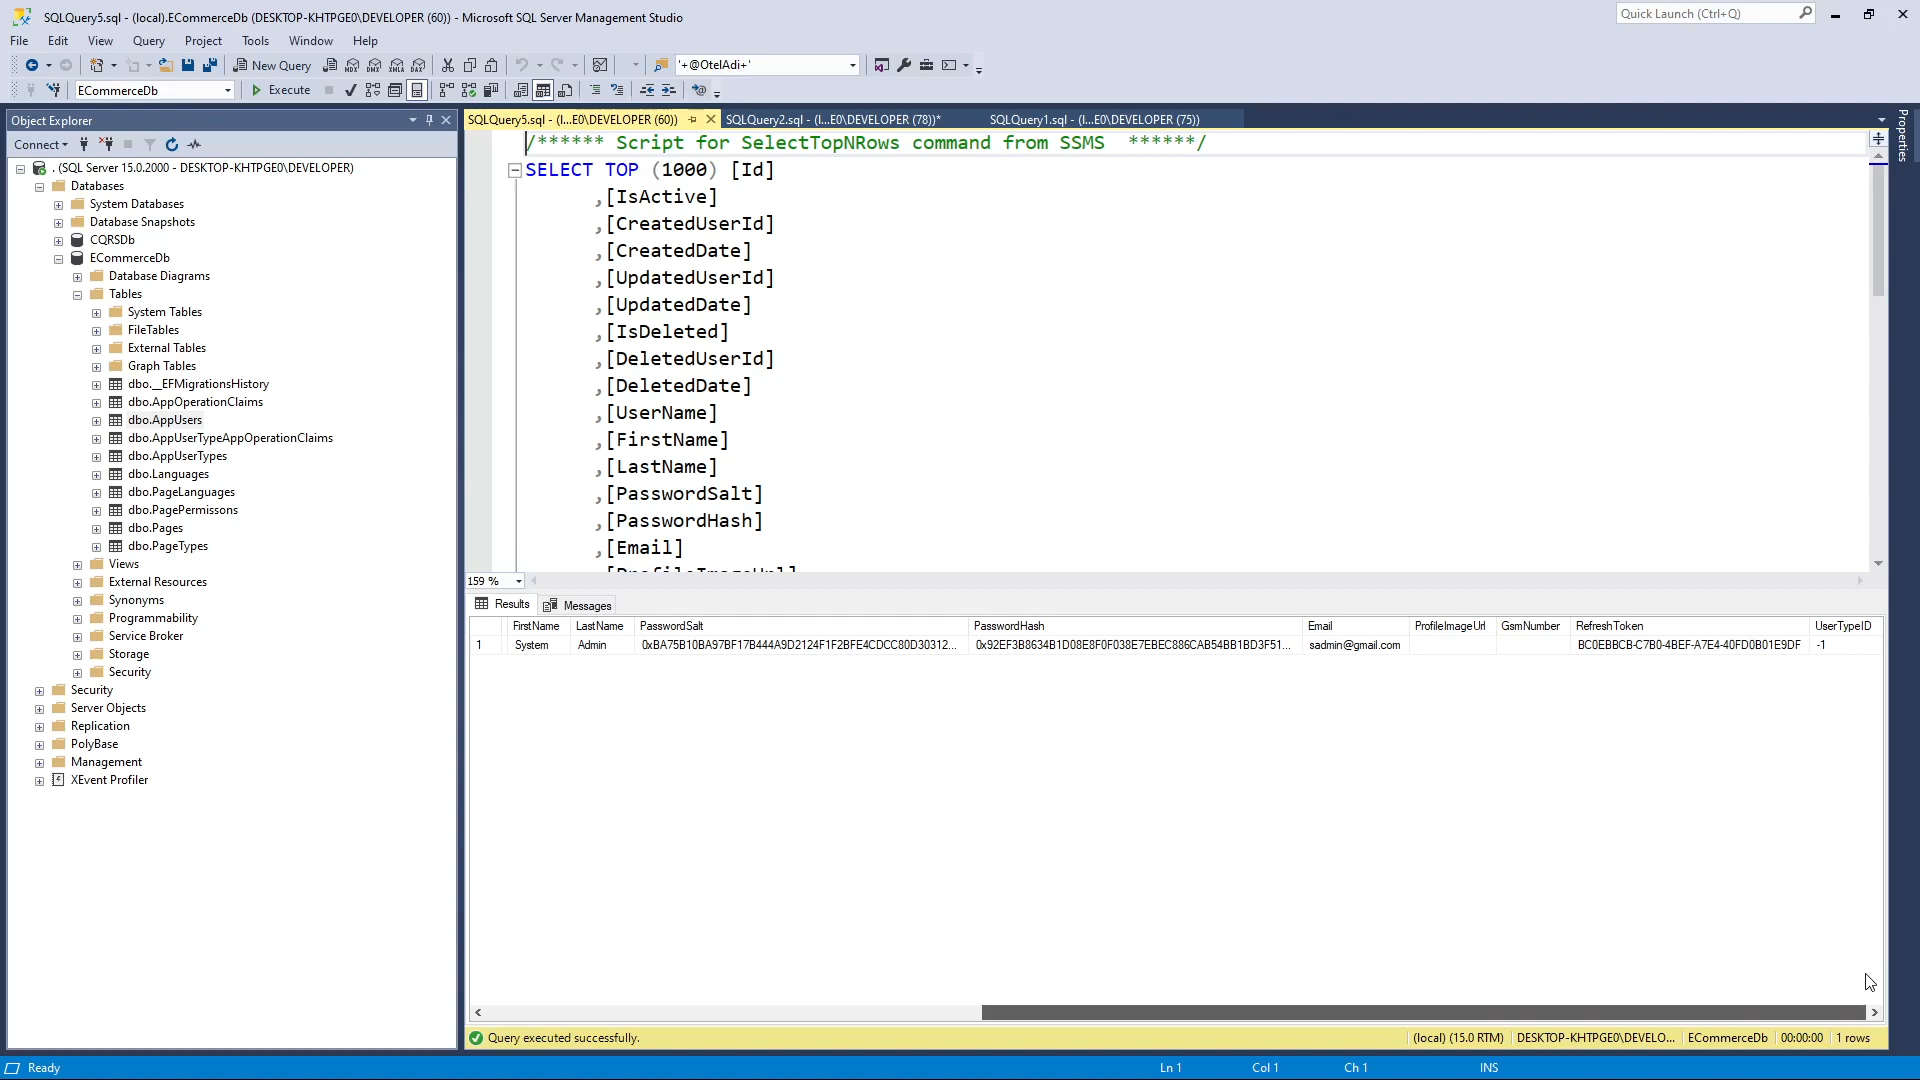 SQLQuery5.sql - (local).ECommerceDb (DESKTOP-KHTPGE0\DEVELOPER (60)) - Microsoft SQL Server Management Studio
Quick Launch (Ctrl+Q)
File Edit View Query Project Tools Window Help
New Query
'+@OtelAdi+'
ECommerceDb
Execute
Object Explorer
Connect
. (SQL Server 15.0.2000 - DESKTOP-KHTPGE0\DEVELOPER)
Databases
System Databases
Database Snapshots
CQRSDb
ECommerceDb
Database Diagrams
Tables
System Tables
FileTables
External Tables
Graph Tables
dbo.__EFMigrationsHistory
dbo.AppOperationClaims
dbo.AppUsers
dbo.AppUserTypeAppOperationClaims
dbo.AppUserTypes
dbo.Languages
dbo.PageLanguages
dbo.PagePermissons
dbo.Pages
dbo.PageTypes
Views
External Resources
Synonyms
Programmability
Service Broker
Storage
Security
Security
Server Objects
Replication
PolyBase
Management
XEvent Profiler
SQLQuery5.sql - (l...E0\DEVELOPER (60)) SQLQuery2.sql - (l...E0\DEVELOPER (78))* SQLQuery1.sql - (l...E0\DEVELOPER (75))
/****** Script for SelectTopNRows command from SSMS ******/
SELECT TOP (1000) [Id]
,[IsActive]
,[CreatedUserId]
,[CreatedDate]
,[UpdatedUserId]
,[UpdatedDate]
,[IsDeleted]
,[DeletedUserId]
,[DeletedDate]
,[UserName]
,[FirstName]
,[LastName]
,[PasswordSalt]
,[PasswordHash]
,[Email]
,[ProfileImageUrl]
159 %
Results Messages
FirstName LastName PasswordSalt PasswordHash Email ProfileImageUrl GsmNumber RefreshToken UserTypeID
1 System Admin 0xBA75B10BA97BF17B444A9D2124F1F2BFE4CDCC80D30312... 0x92EF3B8634B1D08E8F0F038E7EBEC886CAB54BB1BD3F51... sadmin@gmail.com BC0EBBCB-C7B0-4BEF-A7E4-40FD0B01E9DF -1
Query executed successfully.
(local) (15.0 RTM) DESKTOP-KHTPGE0\DEVELO... ECommerceDb 00:00:00 1 rows
Ready
Ln 1 Col 1 Ch 1 INS
Properties